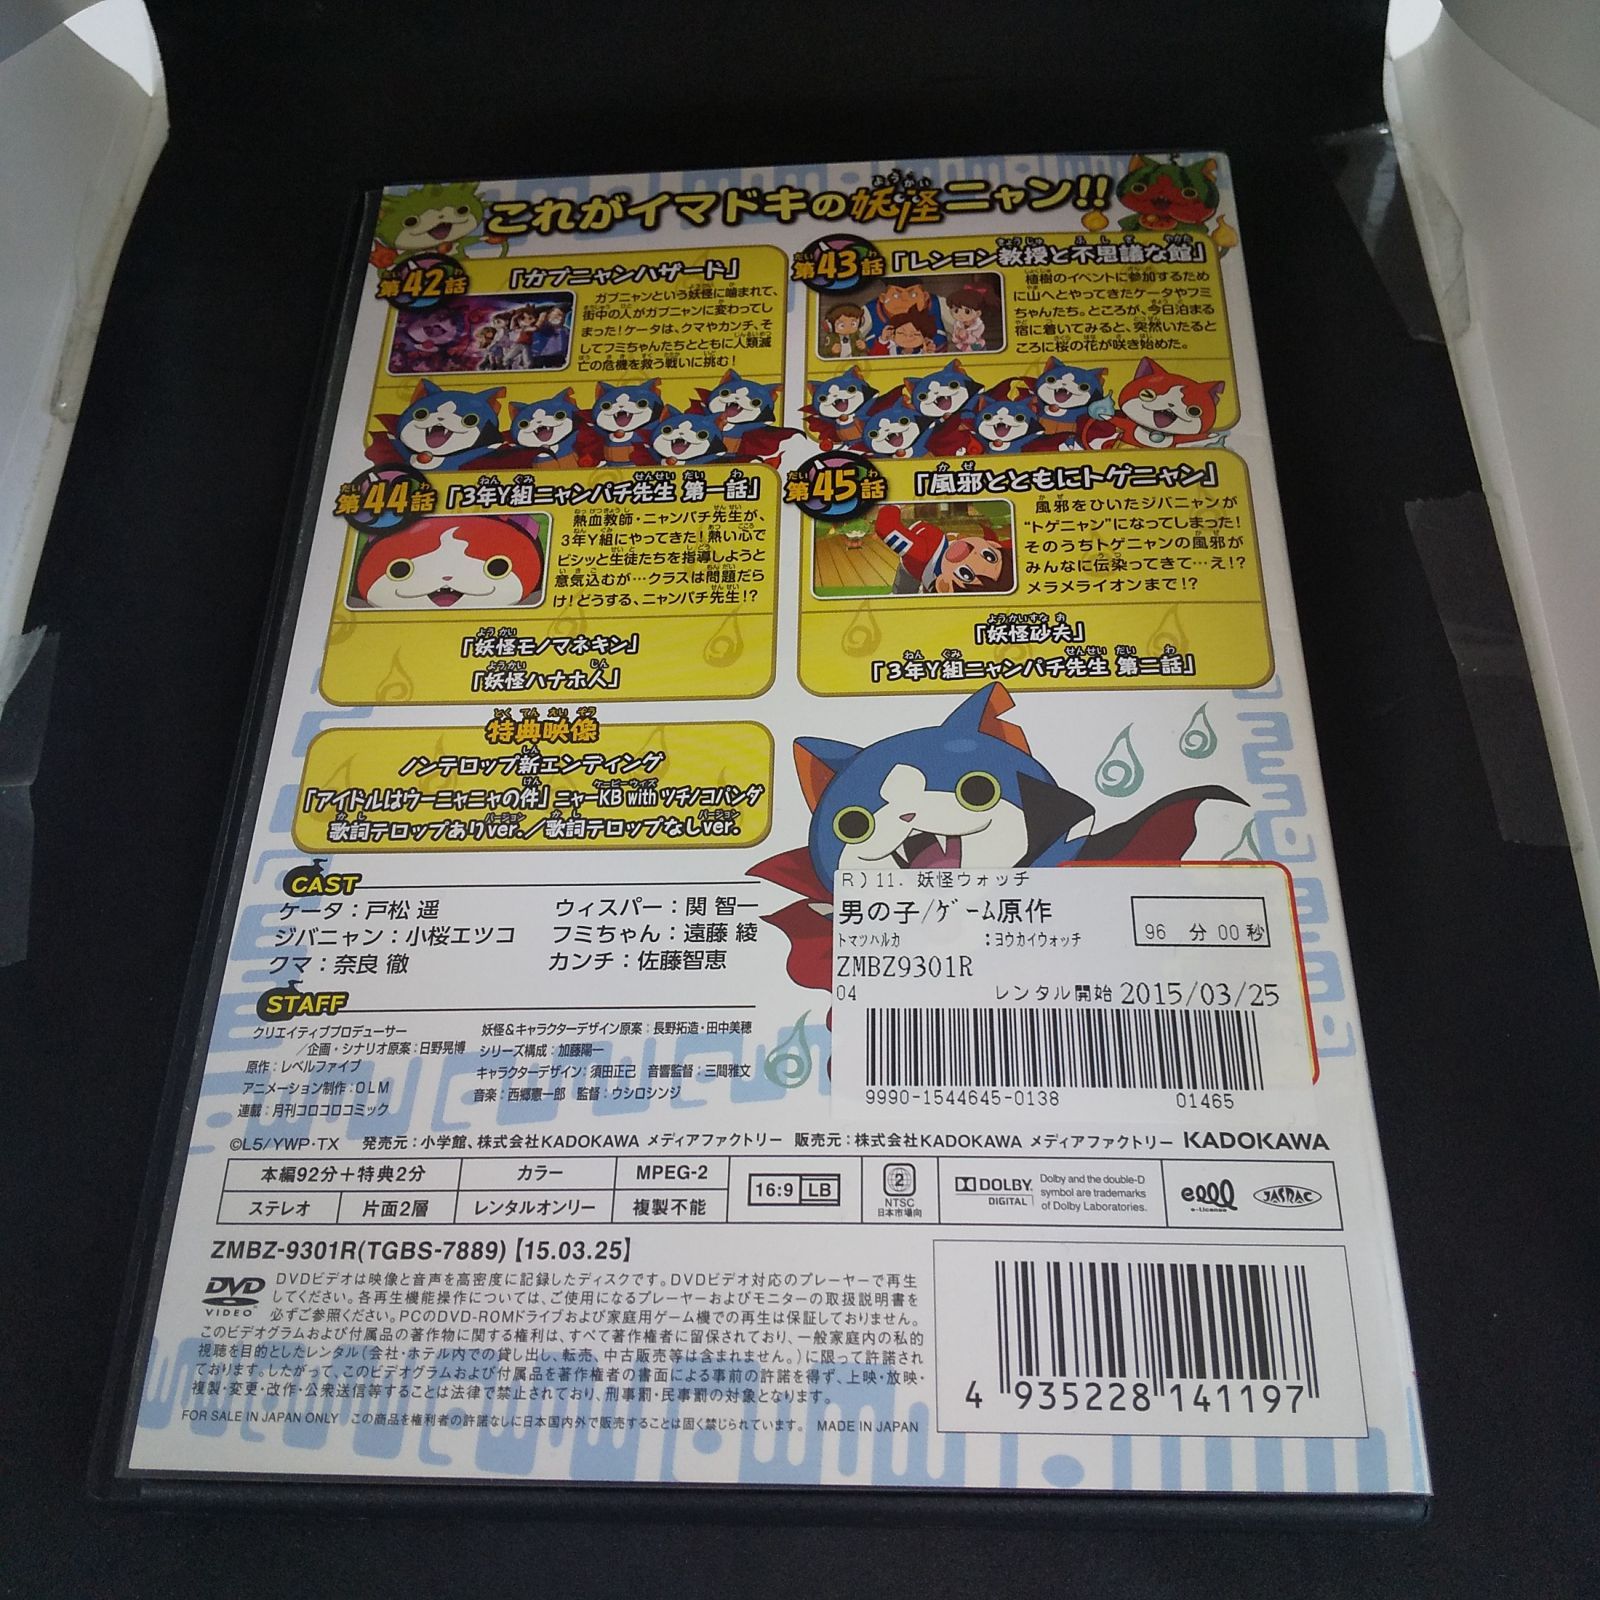 これがイマドキの妖怪ニャン!!
第42話
「ガブニャンハザード」
ガブニャンという妖怪に噛まれて、
街中の人がガブニャンに変わってし
まった!ケータは、クマやカンチ、そ
してフミちゃんたちとともに人類滅
亡の危機を救う戦いに挑む!
第43話
「レンコン教授と不思議な館」
植樹のイベントに参加するため
に山へとやってきたケータやフミ
ちゃんたち。ところが、今日泊まる
宿に着いてみると、突然いたると
ころに桜の花が咲き始めた。
第44話
「3年Y組ニャンパチ先生 第一話」
熱血教師・ニャンパチ先生が、
3年Y組にやってきた!熱い心で
ビシッと生徒たちを指導しようと
意気込むが…クラスは問題だら
け!どうする、ニャンパチ先生!?
「妖怪モノマネキン」
「妖怪ハナホ人」
第45話
「風邪とともにトゲニャン」
風邪をひいたジバニャンが
“トゲニャン”になってしまった!
そのうちトゲニャンの風邪が
みんなに伝染ってきて…え!?
メラメライオンまで!?
「妖怪砂夫」
「3年Y組ニャンパチ先生 第二話」
特典映像
ノンテロップ新エンディング
「アイドルはウーニャニャの件」ニャーKB with ツチノコパンダ
歌詞テロップありver./歌詞テロップなしver.
CAST
ケータ:戸松 遥 ウィスパー:関 智一
ジバニャン:小桜エツコ フミちゃん:遠藤 綾
クマ:奈良 徹 カンチ:佐藤智恵
STAFF
クリエイティブプロデューサー
/企画・シナリオ原案:日野晃博
原作:レベルファイブ
アニメーション制作:OLM
連載:月刊コロコロコミック
妖怪&キャラクターデザイン原案:長野拓造・田中美穂
シリーズ構成:加藤陽一
キャラクターデザイン:須田正己 音響監督:三間雅文
音楽:西郷憲一郎 監督:ウシロシンジ
R)11. 妖怪ウォッチ
男の子/ゲーム原作
96 分 00 秒
トマツハルカ :ヨウカイウォッチ
ZMBZ9301R
04 レンタル開始 2015/03/25
9990-1544645-0138 01465
©L5/YWP・TX 発売元:小学館、株式会社KADOKAWA メディアファクトリー 販売元:株式会社KADOKAWA メディアファクトリー KADOKAWA
本編92分+特典2分 カラー MPEG-2
ステレオ 片面2層 レンタルオンリー 複製不能
16:9 LB
2
NTSC
日本市場向
DOLBY
DIGITAL
Dolby and the double-D
symbol are trademarks
of Dolby Laboratories.
e-License
JASRAC
ZMBZ-9301R(TGBS-7889)【15.03.25】
DVD
VIDEO
DVDビデオは映像と音声を高密度に記録したディスクです。DVDビデオ対応のプレーヤーで再生
してください。各再生機能操作については、ご使用になるプレーヤーおよびモニターの取扱説明書を
必ずご参照ください。PCのDVD-ROMドライブおよび家庭用ゲーム機での再生は保証しておりません。
このビデオグラムおよび付属品の著作物に関する権利は、すべて著作権者に留保されており、一般家庭内の私的
視聴を目的としたレンタル(会社・ホテル内での貸し出し、転売、中古販売等は含まれません。)に限って許諾され
ております。したがって、このビデオグラムおよび付属品を著作権者の書面による事前の許諾を得ず、上映・放映・
複製・変更・改作・公衆送信等することは法律で禁止されており、刑事罰・民事罰の対象となります。
FOR SALE IN JAPAN ONLY この商品を権利者の許諾なしに日本国内外で販売することは固く禁じられています。 MADE IN JAPAN
4 935228 141197